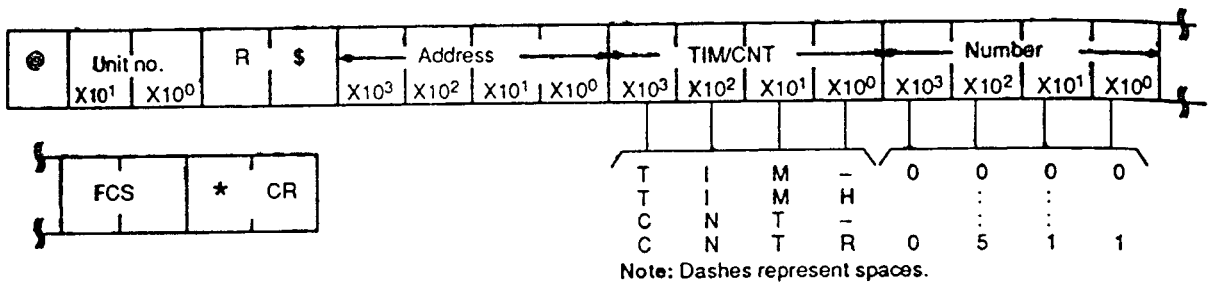 @ Unit no. R $ Address TIM/CNT Number
X10¹ X10⁰ X10³ X10² X10¹ X10⁰ X10³ X10² X10¹ X10⁰ X10³ X10² X10¹ X10⁰
FCS * CR
T I M – 0 0 0 0
T I M H : :
C N T – : :
C N T R 0 5 1 1
Note: Dashes represent spaces.